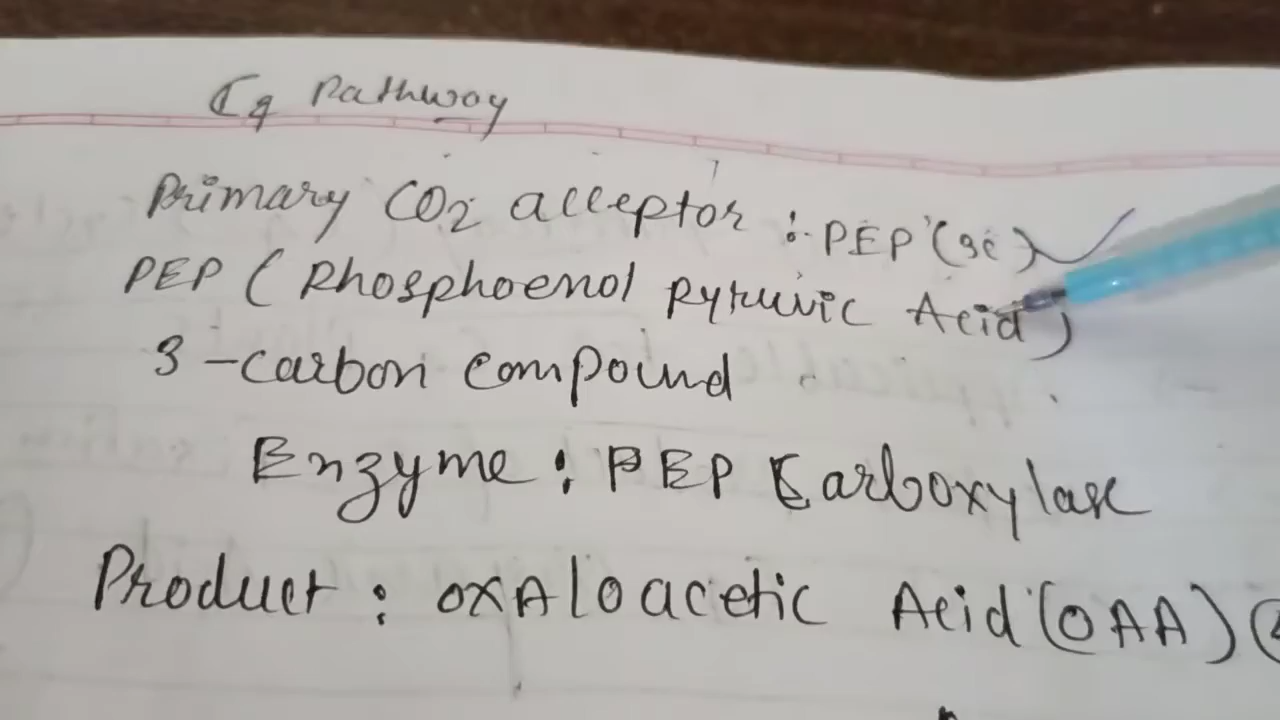 C4 Pathway
Primary CO2 acceptor : PEP (3c)
PEP ( Phosphoenol Pyruvic Acid )
3 -carbon compound
Enzyme : PEP Carboxylase
Product : OXAloacetic Acid (OAA)